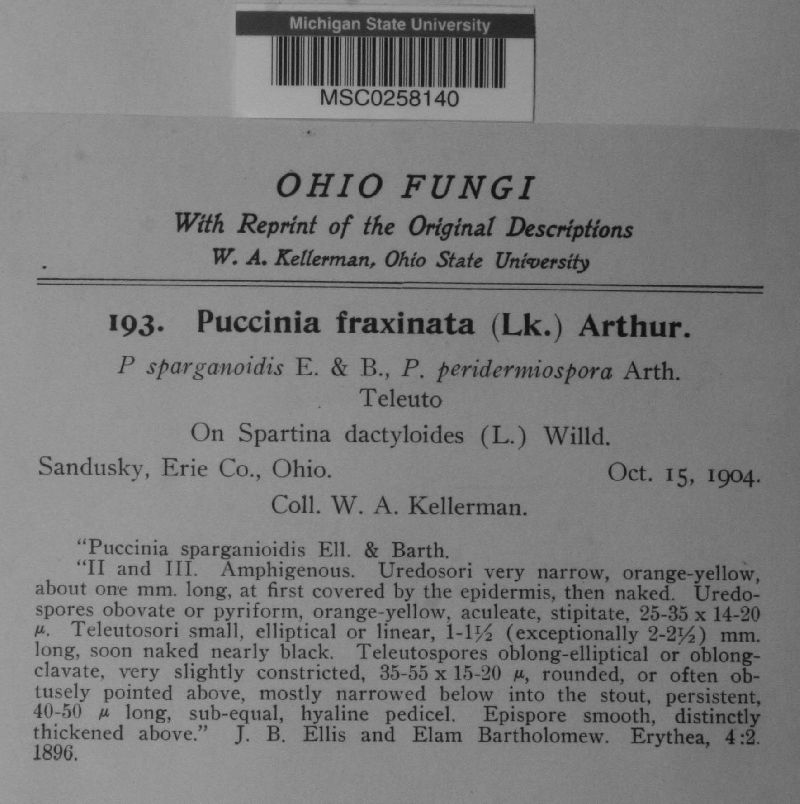 Michigan State University
MSC0258140
OHIO FUNGI
With Reprint of the Original Descriptions
W. A. Kellerman, Ohio State University
193. Puccinia fraxinata (Lk.) Arthur.
P sparganoidis E. & B., P. peridermiospora Arth.
Teleuto
On Spartina dactyloides (L.) Willd.
Sandusky, Erie Co., Ohio. Oct. 15, 1904.
Coll. W. A. Kellerman.
"Puccinia sparganioidis Ell. & Barth.
"II and III. Amphigenous. Uredosori very narrow, orange-yellow,
about one mm. long, at first covered by the epidermis, then naked. Uredo-
spores obovate or pyriform, orange-yellow, aculeate, stipitate, 25-35 x 14-20
μ. Teleutosori small, elliptical or linear, 1-1½ (exceptionally 2-2½) mm.
long, soon naked nearly black. Teleutospores oblong-elliptical or oblong-
clavate, very slightly constricted, 35-55 x 15-20 μ, rounded, or often ob-
tusely pointed above, mostly narrowed below into the stout, persistent,
40-50 μ long, sub-equal, hyaline pedicel. Epispore smooth, distinctly
thickened above." J. B. Ellis and Elam Bartholomew. Erythea, 4:2.
1896.